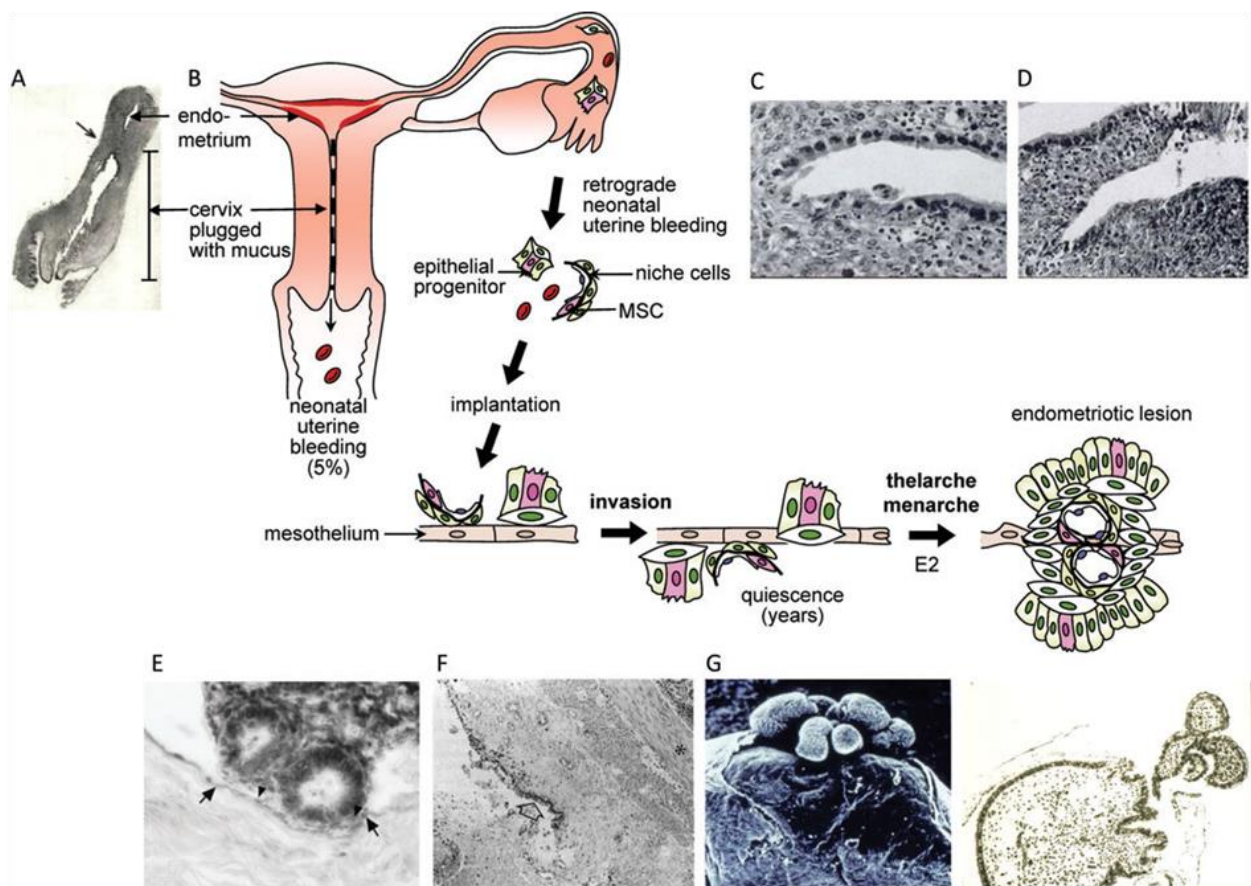 A
B
endo-
metrium
cervix
plugged
with mucus
neonatal
uterine
bleeding
(5%)
retrograde
neonatal
uterine bleeding
epithelial
progenitor
niche cells
MSC
C
D
implantation
mesothelium
invasion
quiescence
(years)
thelarche
menarche
E2
endometriotic lesion
E
F
*
G